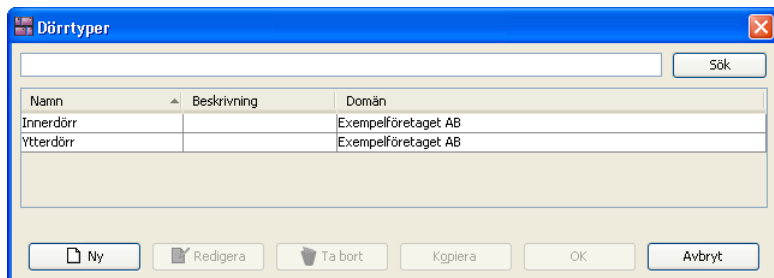 Dörrtyper
Sök
Namn Beskrivning Domän
Innerdörr Exempelföretaget AB
Ytterdörr Exempelföretaget AB
Ny Redigera Ta bort Kopiera OK Avbryt